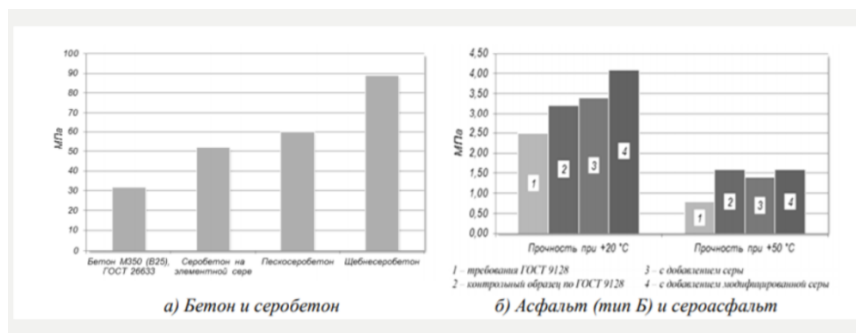 МПа
100
90
80
70
60
50
40
30
20
10
0
Бетон М350 (В25), ГОСТ 26633
Серобетон на элементной сере
Пескосеробетон
Щебнесеробетон
а) Бетон и серобетон
МПа
4,50
4,00
3,50
3,00
2,50
2,00
1,50
1,00
0,50
0,00
1
2
3
4
1
2
3
4
Прочность при +20 °С
Прочность при +50 °С
1 – требования ГОСТ 9128
2 – контрольный образец по ГОСТ 9128
3 – с добавлением серы
4 – с добавлением модифицированной серы
б) Асфальт (тип Б) и сероасфальт